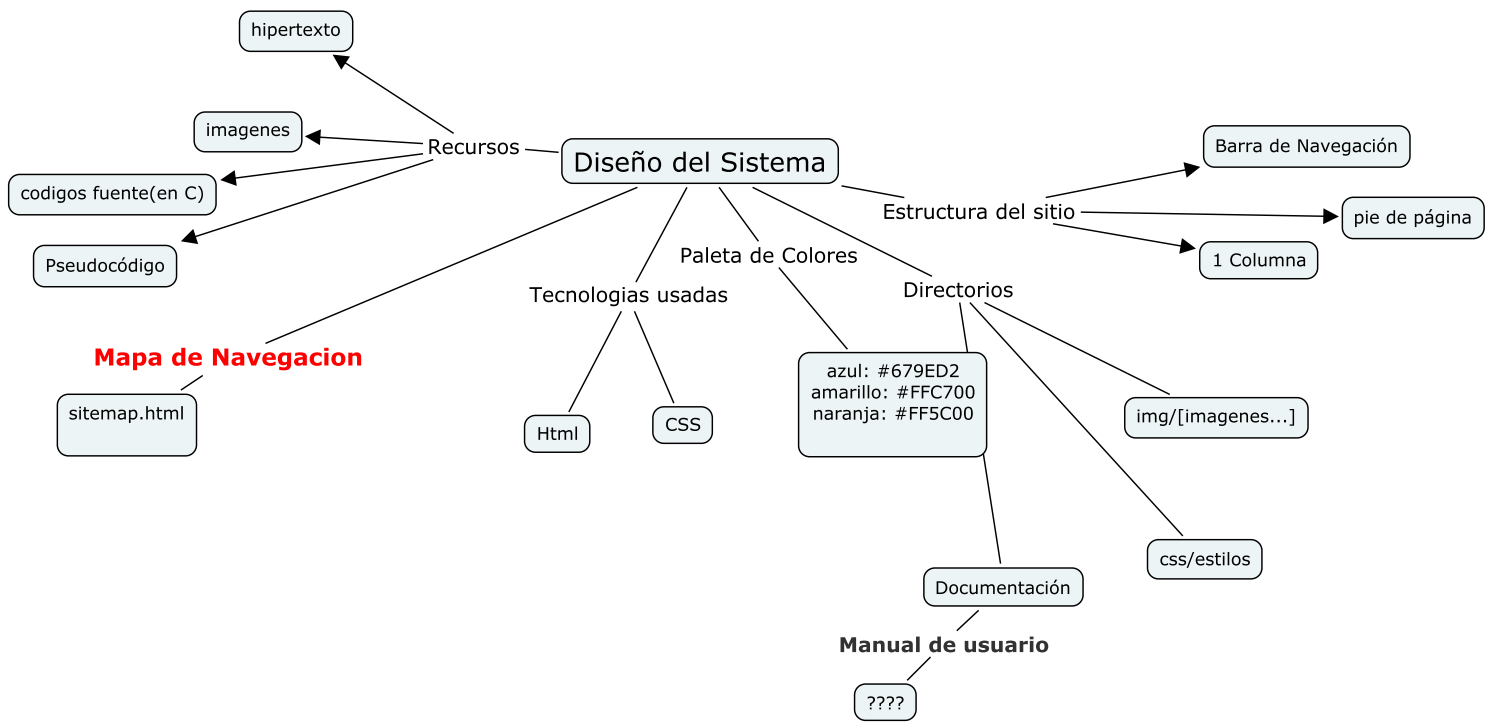 hipertexto
imagenes
Recursos
codigos fuente(en C)
Pseudocódigo
Diseño del Sistema
Barra de Navegación
Estructura del sitio
pie de página
1 Columna
Paleta de Colores
Tecnologias usadas
Directorios
Mapa de Navegacion
sitemap.html
Html
CSS
azul: #679ED2
amarillo: #FFC700
naranja: #FF5C00
img/[imagenes...]
css/estilos
Documentación
Manual de usuario
????